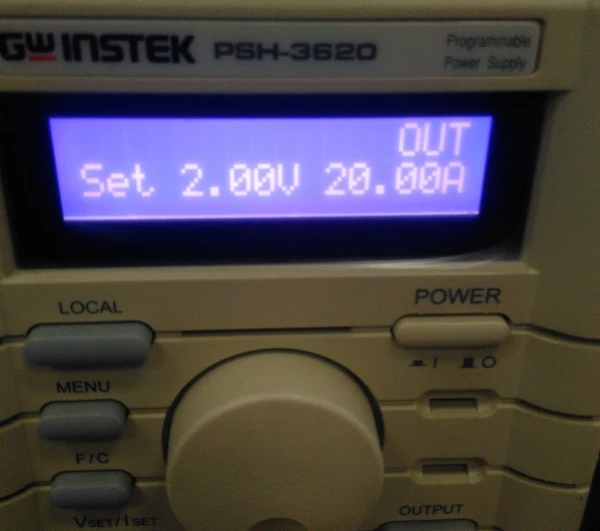 GW INSTEK PSH-3620
Programmable
Power Supply
OUT
Set 2.00V 20.00A
LOCAL
POWER
I O
MENU
F/C
VSET/ISET
OUTPUT